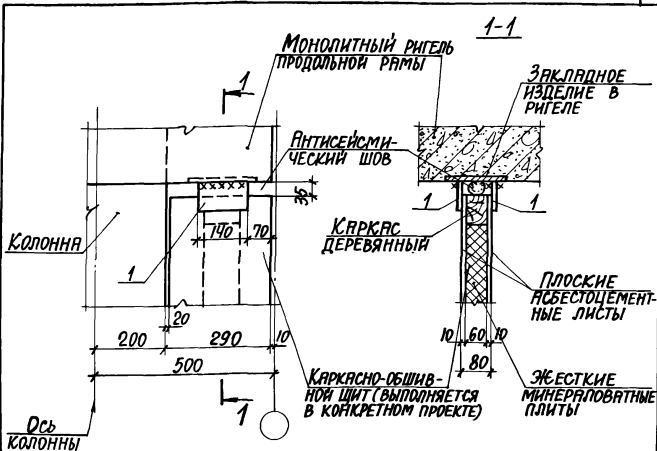 1-1
Монолитный ригель
продольной рамы
Закладное
изделие в
ригеле
1
Антисейсми-
ческий шов
35
1
1
Колонна
140
70
Каркас
деревянный
1
Плоские
асбестоцемент-
ные листы
20
200
290
10
10
60
10
500
80
Каркасно-обшив-
ной щит (выполняется
в конкретном проекте)
Жесткие
минераловатные
плиты
1
Ось
колонны